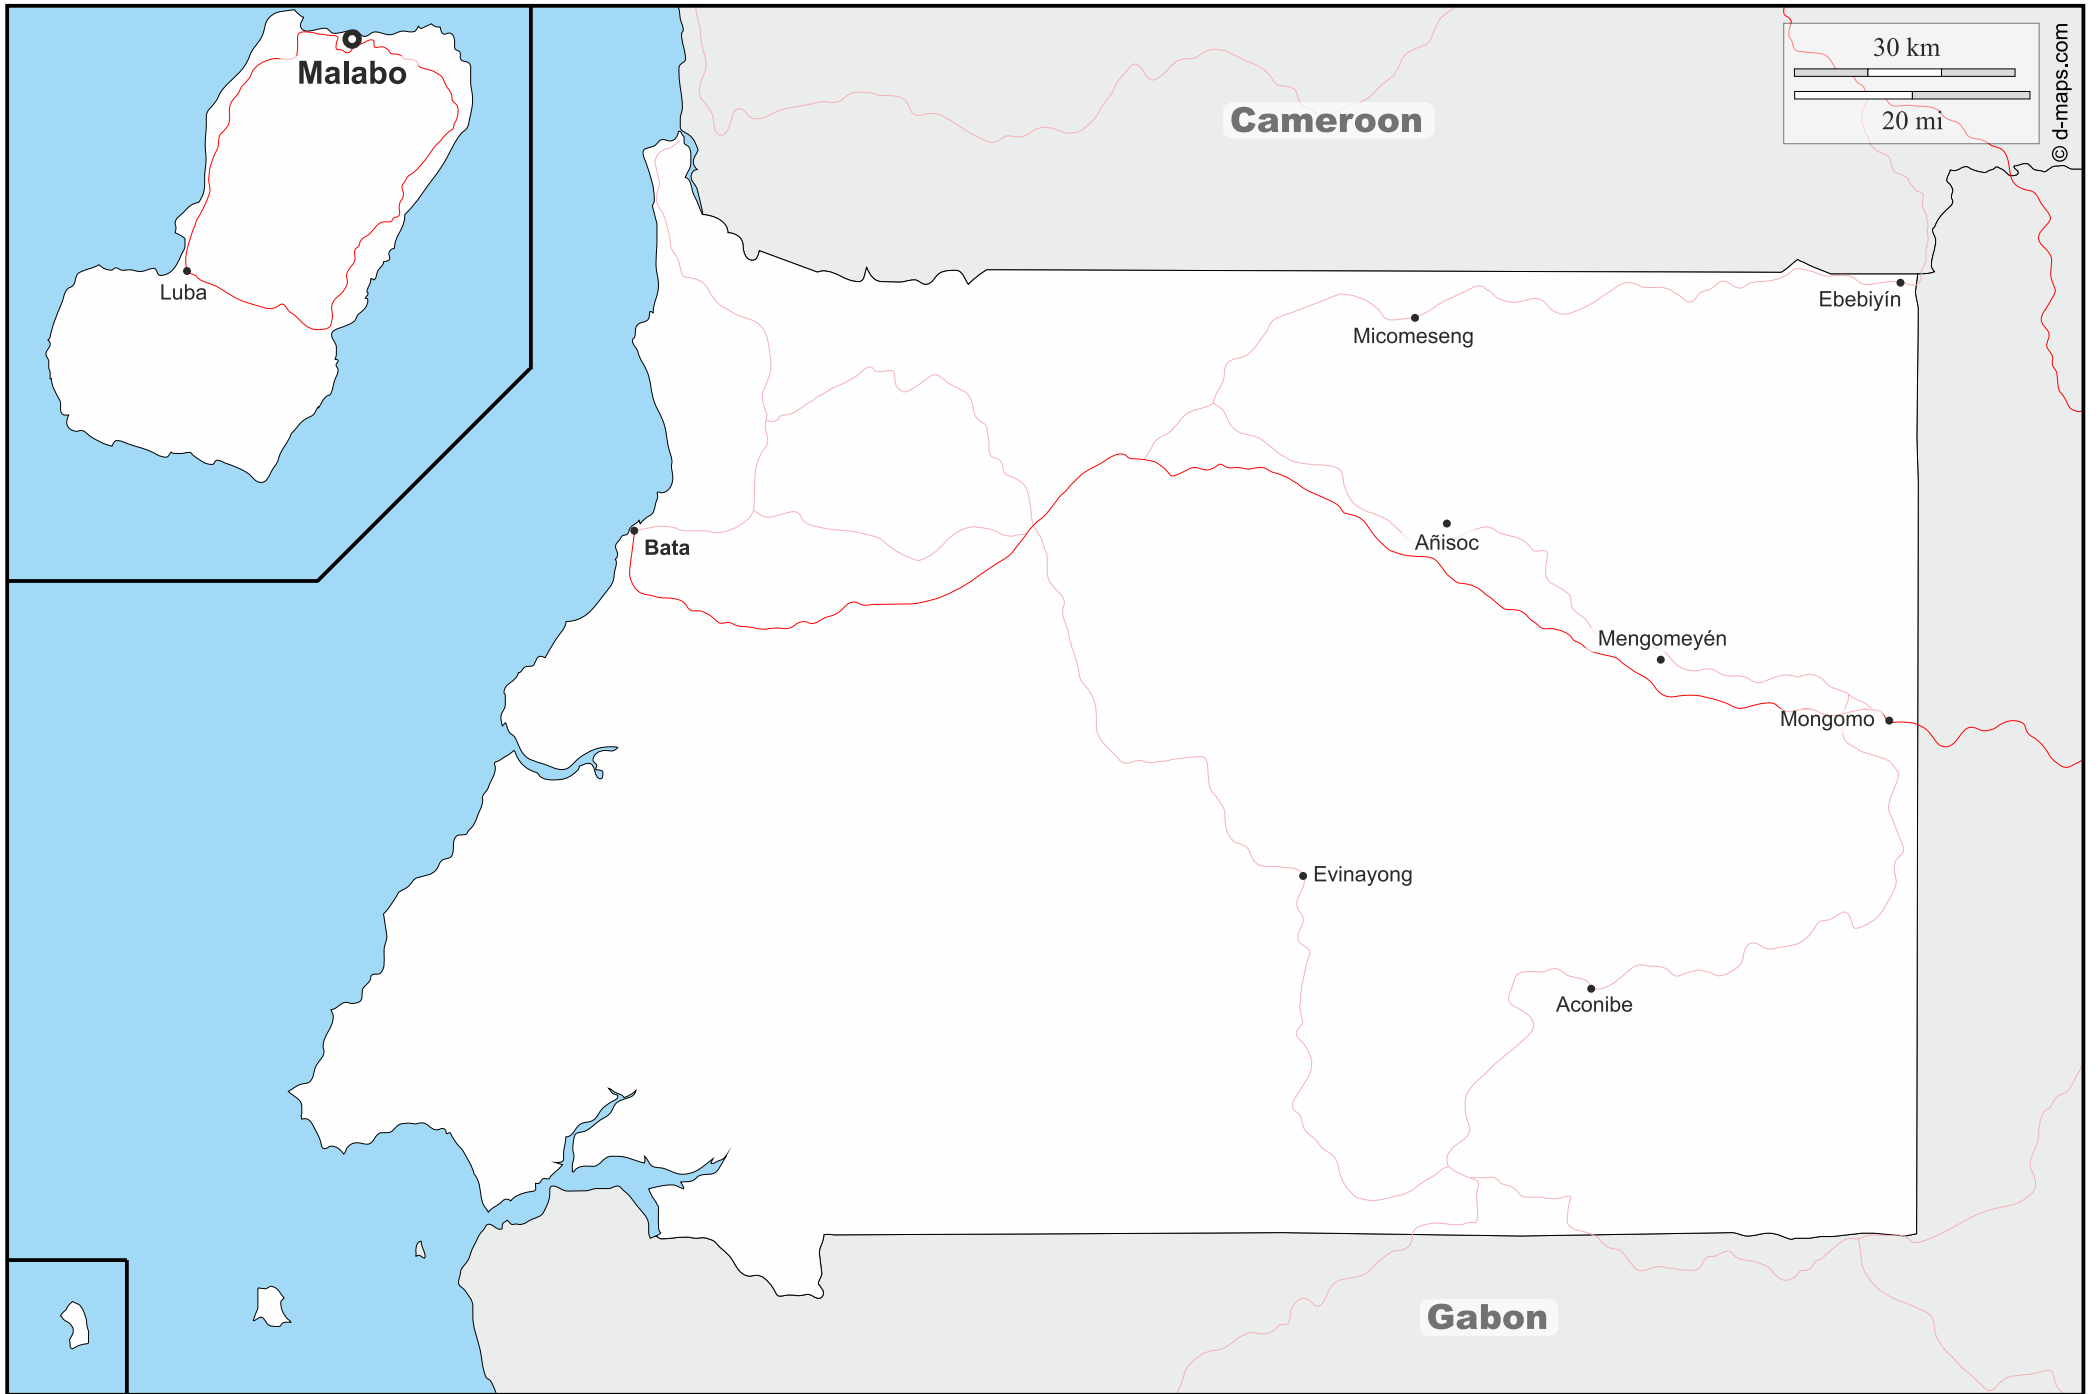 Malabo
Luba
Cameroon
30 km
20 mi
© d-maps.com
Ebebiyín
Micomeseng
Añisoc
Bata
Mengomeyén
Mongomo
Evinayong
Aconibe
Gabon